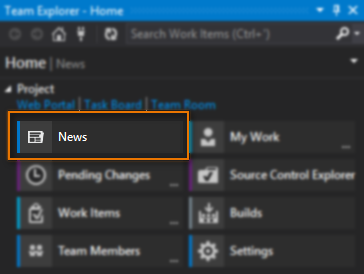 Team Explorer - Home
Search Work Items (Ctrl+')
Home | News
Project
Web Portal | Task Board | Team Room
News
My Work
Pending Changes
Source Control Explorer
Work Items
Builds
Team Members
Settings